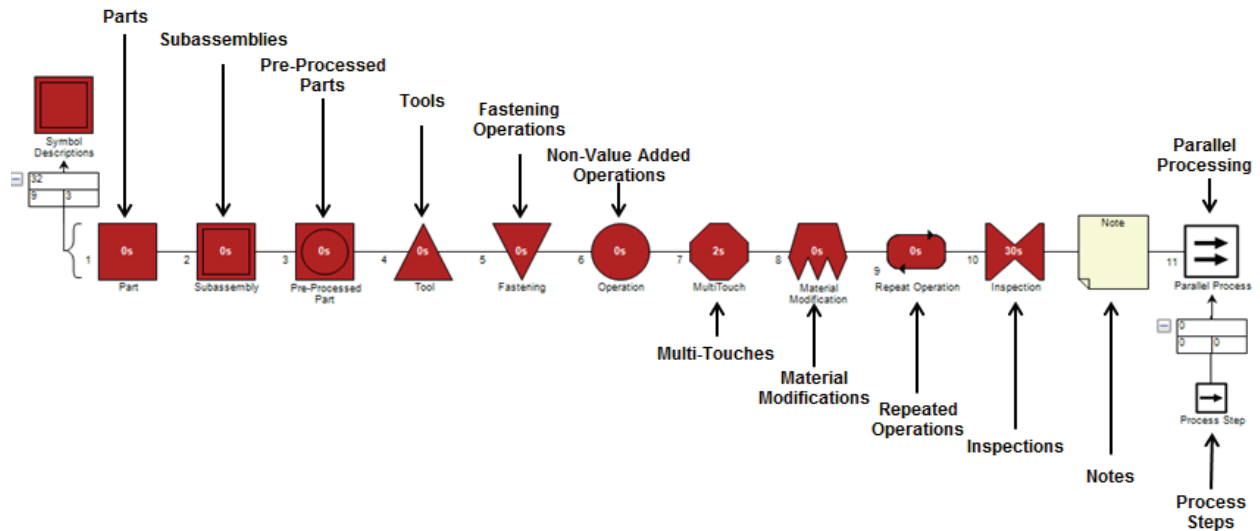 Parts
Subassemblies
Pre-Processed
Parts
Tools
Fastening
Operations
Non-Value Added
Operations
Parallel
Processing
Symbol
Descriptions
32
9 3
1 0s
2 0s
3 0s
4 0s
5 0s
6 0s
7 2s
8 0s
9 0s
10 30s
Note
11
Part
Subassembly
Pre-Processed
Part
Tool
Fastening
Operation
MultiTouch
Material
Modification
Repeat Operation
Inspection
Parallel Process
0
0 0
Process Step
Multi-Touches
Material
Modifications
Repeated
Operations
Inspections
Notes
Process
Steps